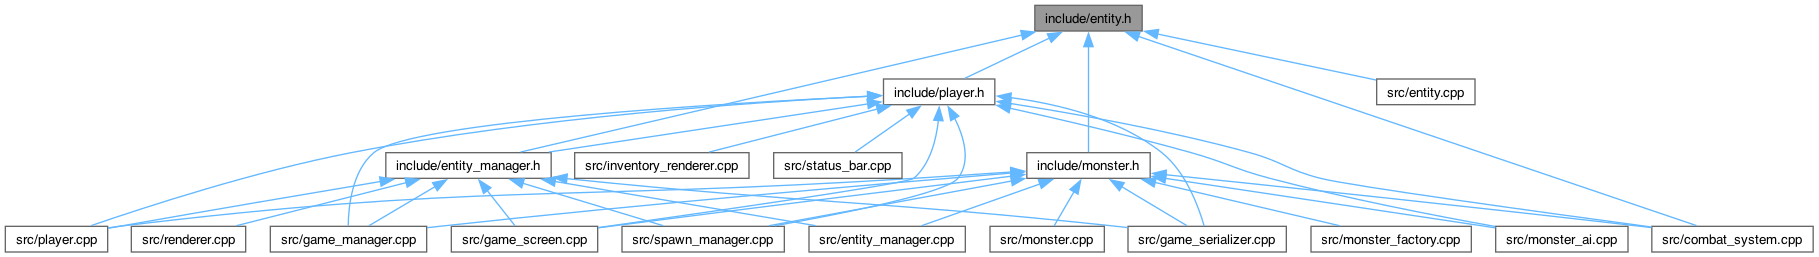 include/entity.h
include/player.h
src/entity.cpp
include/entity_manager.h
src/inventory_renderer.cpp
src/status_bar.cpp
include/monster.h
src/player.cpp
src/renderer.cpp
src/game_manager.cpp
src/game_screen.cpp
src/spawn_manager.cpp
src/entity_manager.cpp
src/monster.cpp
src/game_serializer.cpp
src/monster_factory.cpp
src/monster_ai.cpp
src/combat_system.cpp